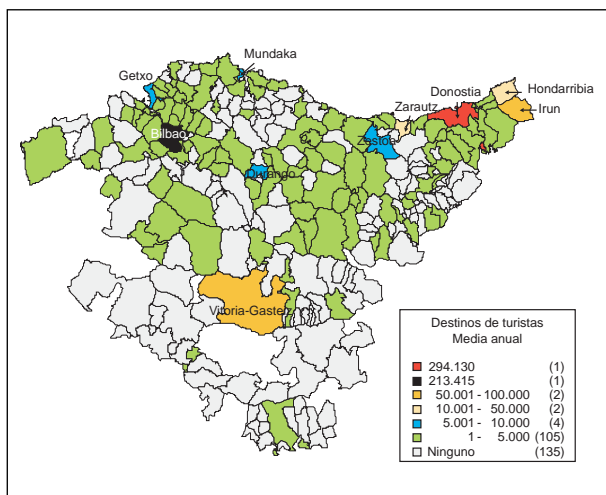 Mundaka
Getxo
Donostia
Hondarribia
Zarautz
Irun
Bilbao
Zestoa
Durango
Vitoria-Gasteiz
Destinos de turistas
Media anual
294.130 (1)
213.415 (1)
50.001 - 100.000 (2)
10.001 - 50.000 (2)
5.001 - 10.000 (4)
1 - 5.000 (105)
Ninguno (135)